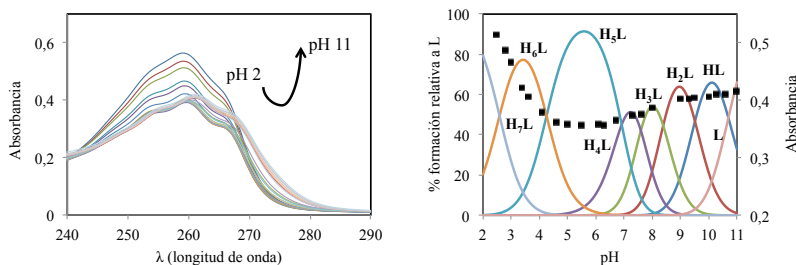 0,6
0,4
0,2
0
Absorbancia
pH 2
pH 11
240 250 260 270 280 290
λ (longitud de onda)
100
80
60
40
20
0
% formación relativa a L
H₇L
H₆L
H₅L
H₄L
H₃L
H₂L
HL
L
0,5
0,4
0,3
0,2
Absorbancia
2 3 4 5 6 7 8 9 10 11
pH